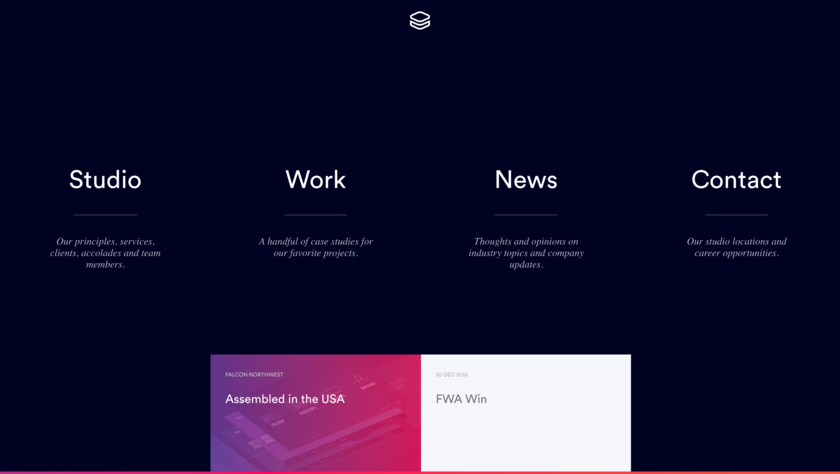 Studio
Work
News
Contact
Our principles, services,
clients, accolades and team
members.
A handful of case studies for
our favorite projects.
Thoughts and opinions on
industry topics and company
updates.
Our studio locations and
career opportunities.
FALCON NORTHWEST
Assembled in the USA
30 DEC 2016
FWA Win